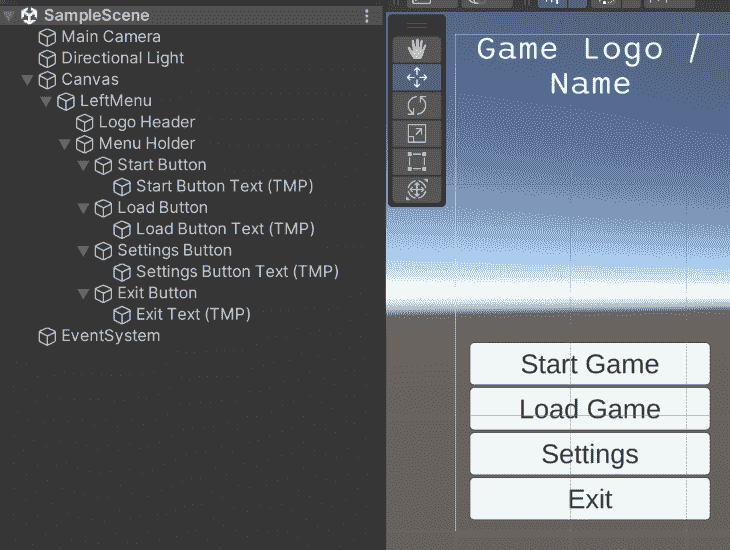 SampleScene
Main Camera
Directional Light
Canvas
LeftMenu
Logo Header
Menu Holder
Start Button
Start Button Text (TMP)
Load Button
Load Button Text (TMP)
Settings Button
Settings Button Text (TMP)
Exit Button
Exit Text (TMP)
EventSystem
Game Logo /
Name
Start Game
Load Game
Settings
Exit